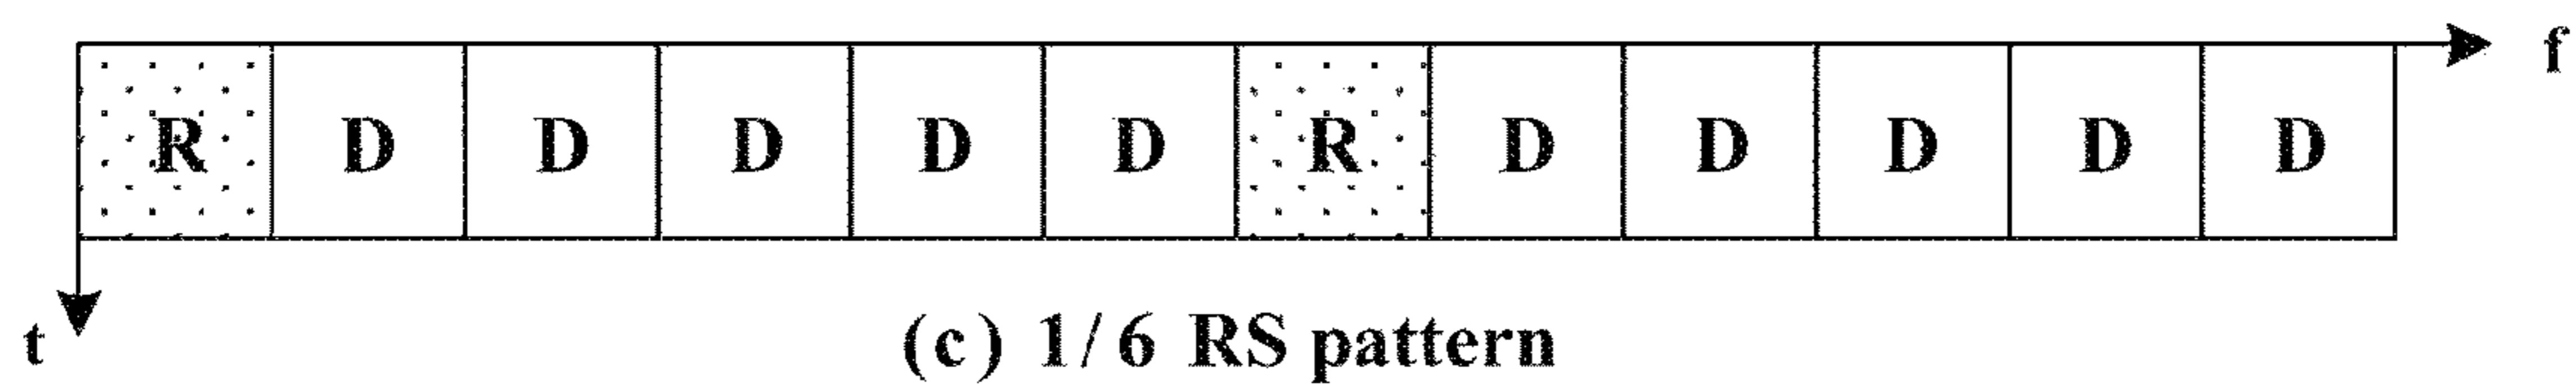 f
R D D D D D R D D D D D
t
(c) 1/6 RS pattern